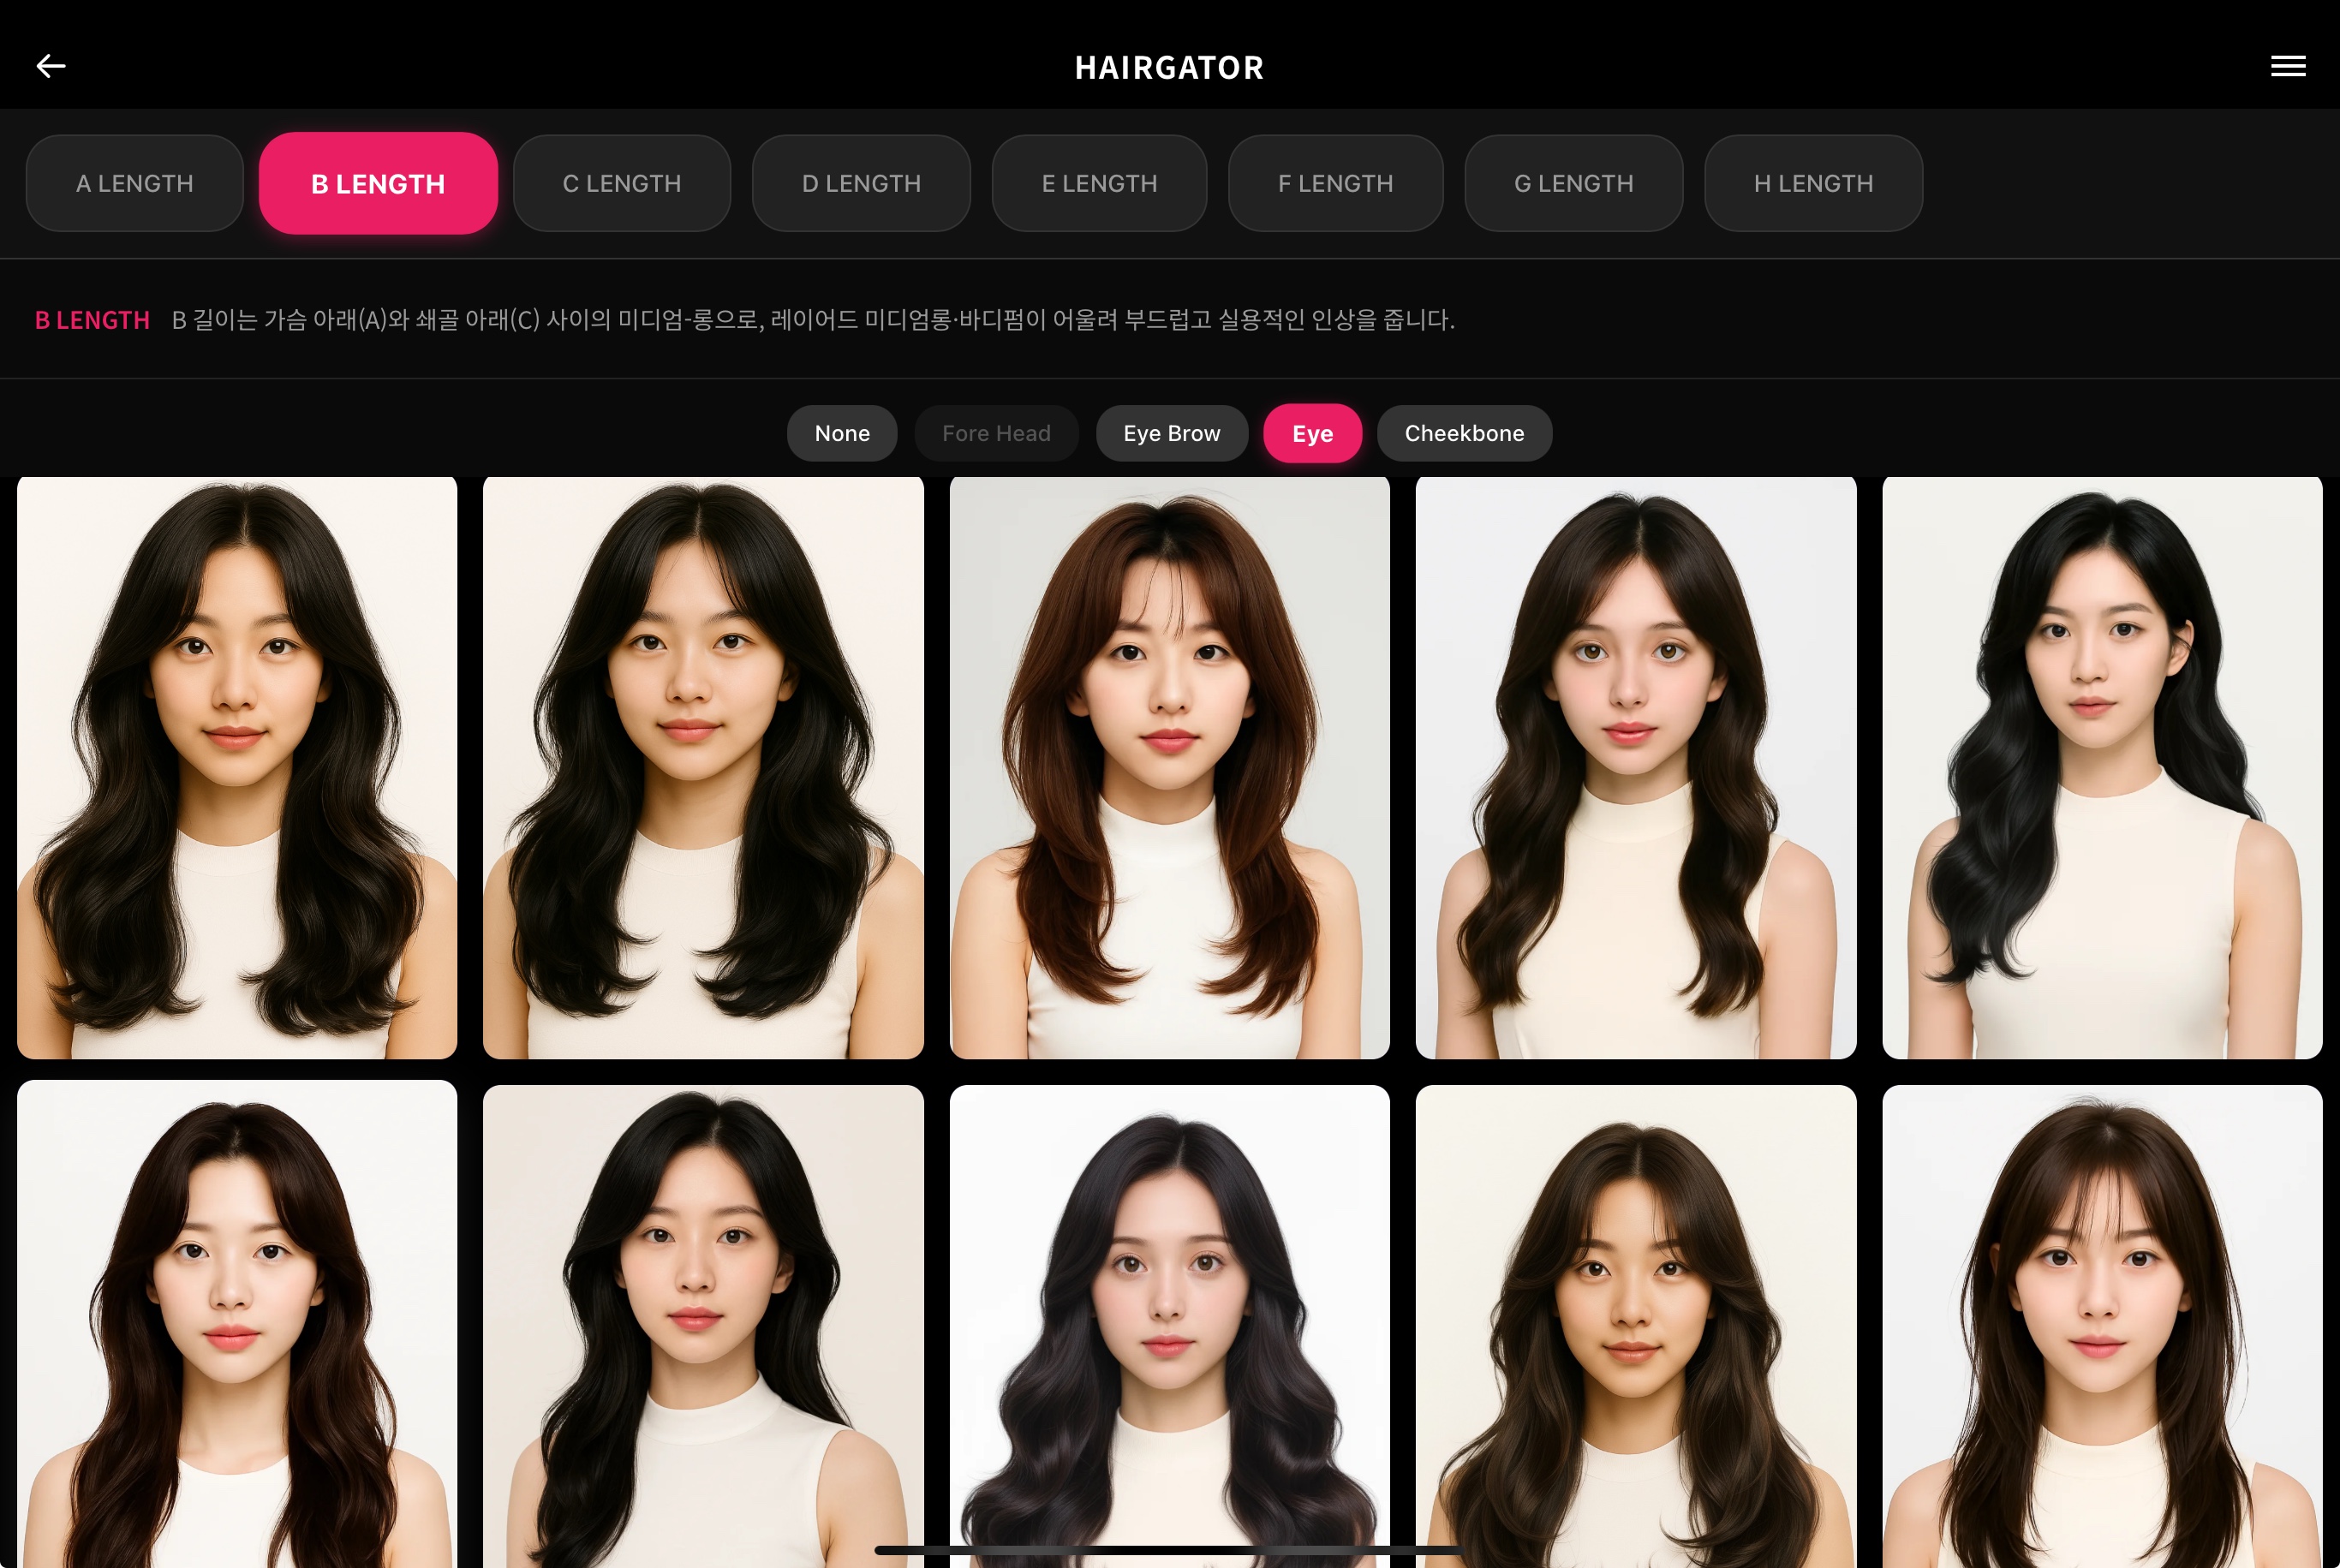 HAIRGATOR
A LENGTH
B LENGTH
C LENGTH
D LENGTH
E LENGTH
F LENGTH
G LENGTH
H LENGTH
B LENGTH B 길이는 가슴 아래(A)와 쇄골 아래(C) 사이의 미디엄-롱으로, 레이어드 미디엄롱·바디펌이 어울려 부드럽고 실용적인 인상을 줍니다.
None
Fore Head
Eye Brow
Eye
Cheekbone